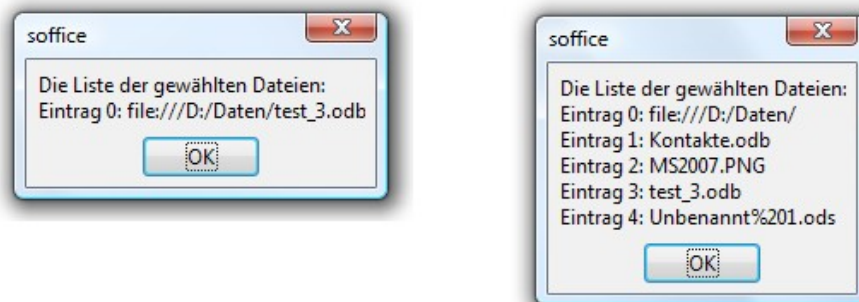 soffice
Die Liste der gewählten Dateien:
Eintrag 0: file:///D:/Daten/test_3.odb
OK
soffice
Die Liste der gewählten Dateien:
Eintrag 0: file:///D:/Daten/
Eintrag 1: Kontakte.odb
Eintrag 2: MS2007.PNG
Eintrag 3: test_3.odb
Eintrag 4: Unbenannt%201.ods
OK